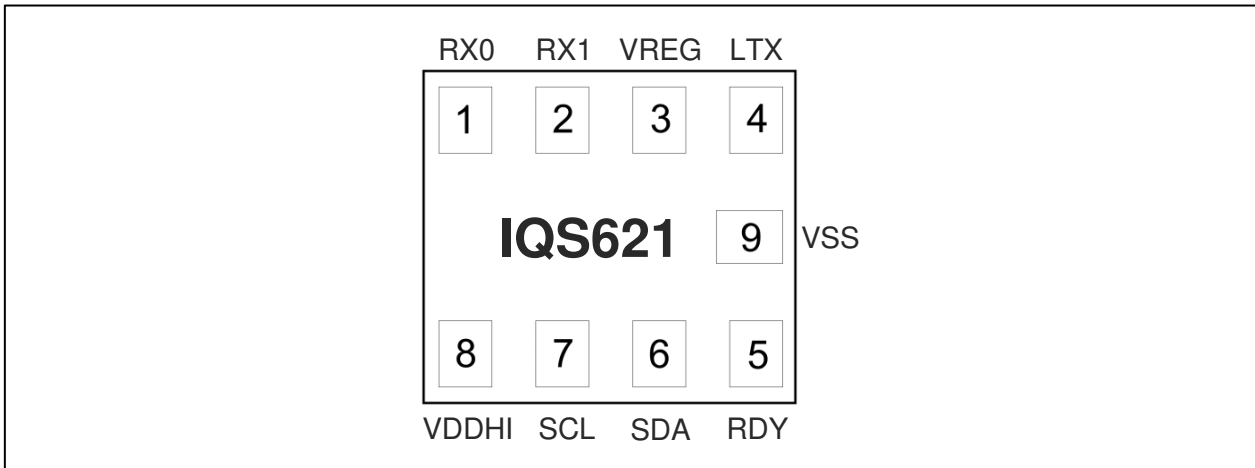 RX0 RX1 VREG LTX
1 2 3 4
IQS621 9 VSS
8 7 6 5
VDDHI SCL SDA RDY